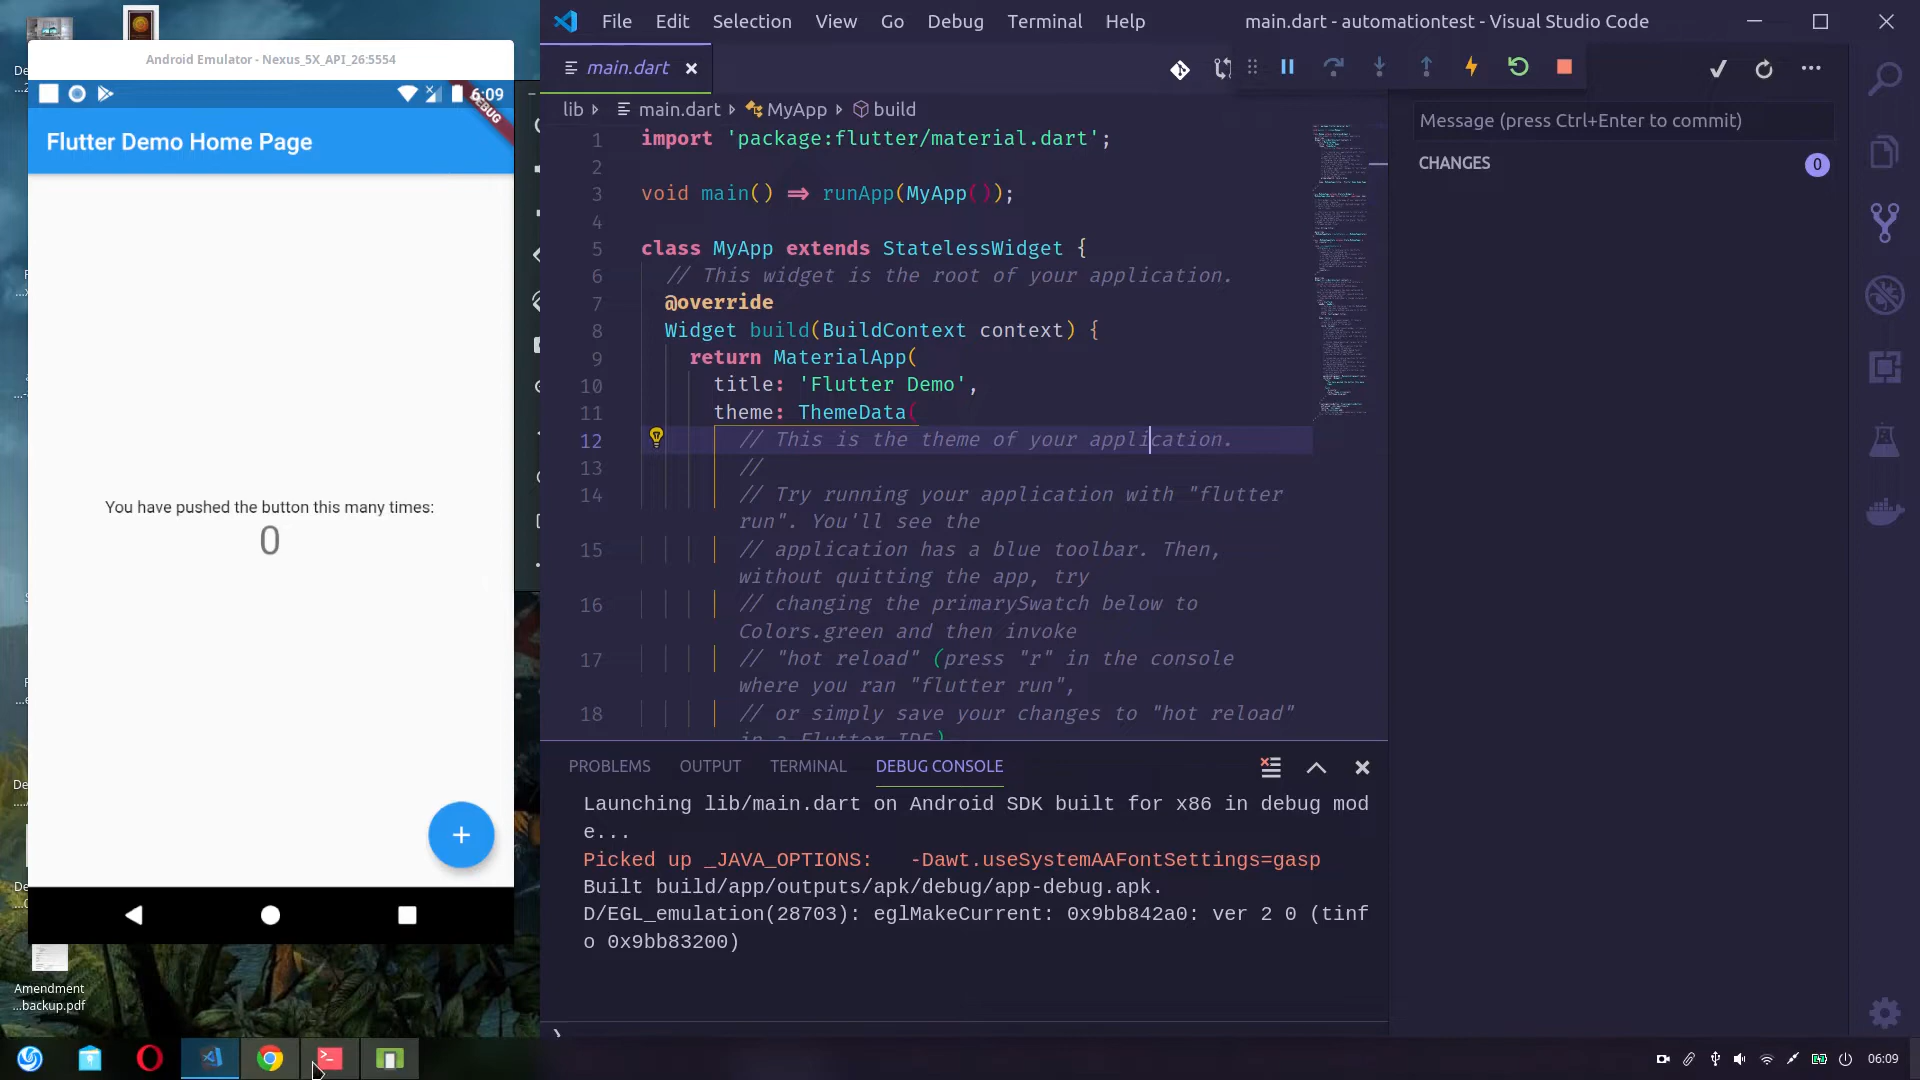 Android Emulator - Nexus_5X_API_26:5554
6:09
DEBUG
Flutter Demo Home Page
You have pushed the button this many times:
0
+
Amendment
...backup.pdf
File Edit Selection View Go Debug Terminal Help
main.dart - automationtest - Visual Studio Code
main.dart
lib main.dart MyApp build
1 import 'package:flutter/material.dart';
2
3 void main() => runApp(MyApp());
4
5 class MyApp extends StatelessWidget {
6 // This widget is the root of your application.
7 @override
8 Widget build(BuildContext context) {
9 return MaterialApp(
10 title: 'Flutter Demo',
11 theme: ThemeData(
12 // This is the theme of your application.
13 //
14 // Try running your application with "flutter
run". You'll see the
15 // application has a blue toolbar. Then,
without quitting the app, try
16 // changing the primarySwatch below to
Colors.green and then invoke
17 // "hot reload" (press "r" in the console
where you ran "flutter run",
18 // or simply save your changes to "hot reload"
in a Flutter IDE)
PROBLEMS OUTPUT TERMINAL DEBUG CONSOLE
Launching lib/main.dart on Android SDK built for x86 in debug mod
e...
Picked up _JAVA_OPTIONS:   -Dawt.useSystemAAFontSettings=gasp
Built build/app/outputs/apk/debug/app-debug.apk.
D/EGL_emulation(28703): eglMakeCurrent: 0x9bb842a0: ver 2 0 (tinf
o 0x9bb83200)
Message (press Ctrl+Enter to commit)
CHANGES
0
06:09